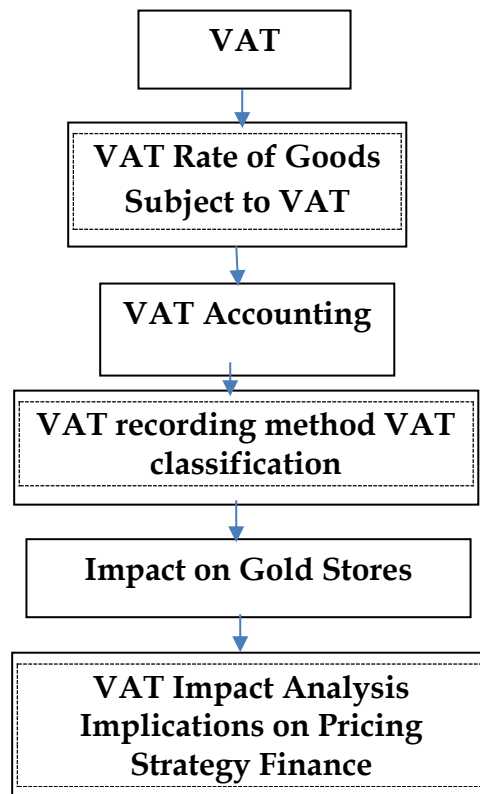 VAT
VAT Rate of Goods
Subject to VAT
VAT Accounting
VAT recording method VAT
classification
Impact on Gold Stores
VAT Impact Analysis
Implications on Pricing
Strategy Finance